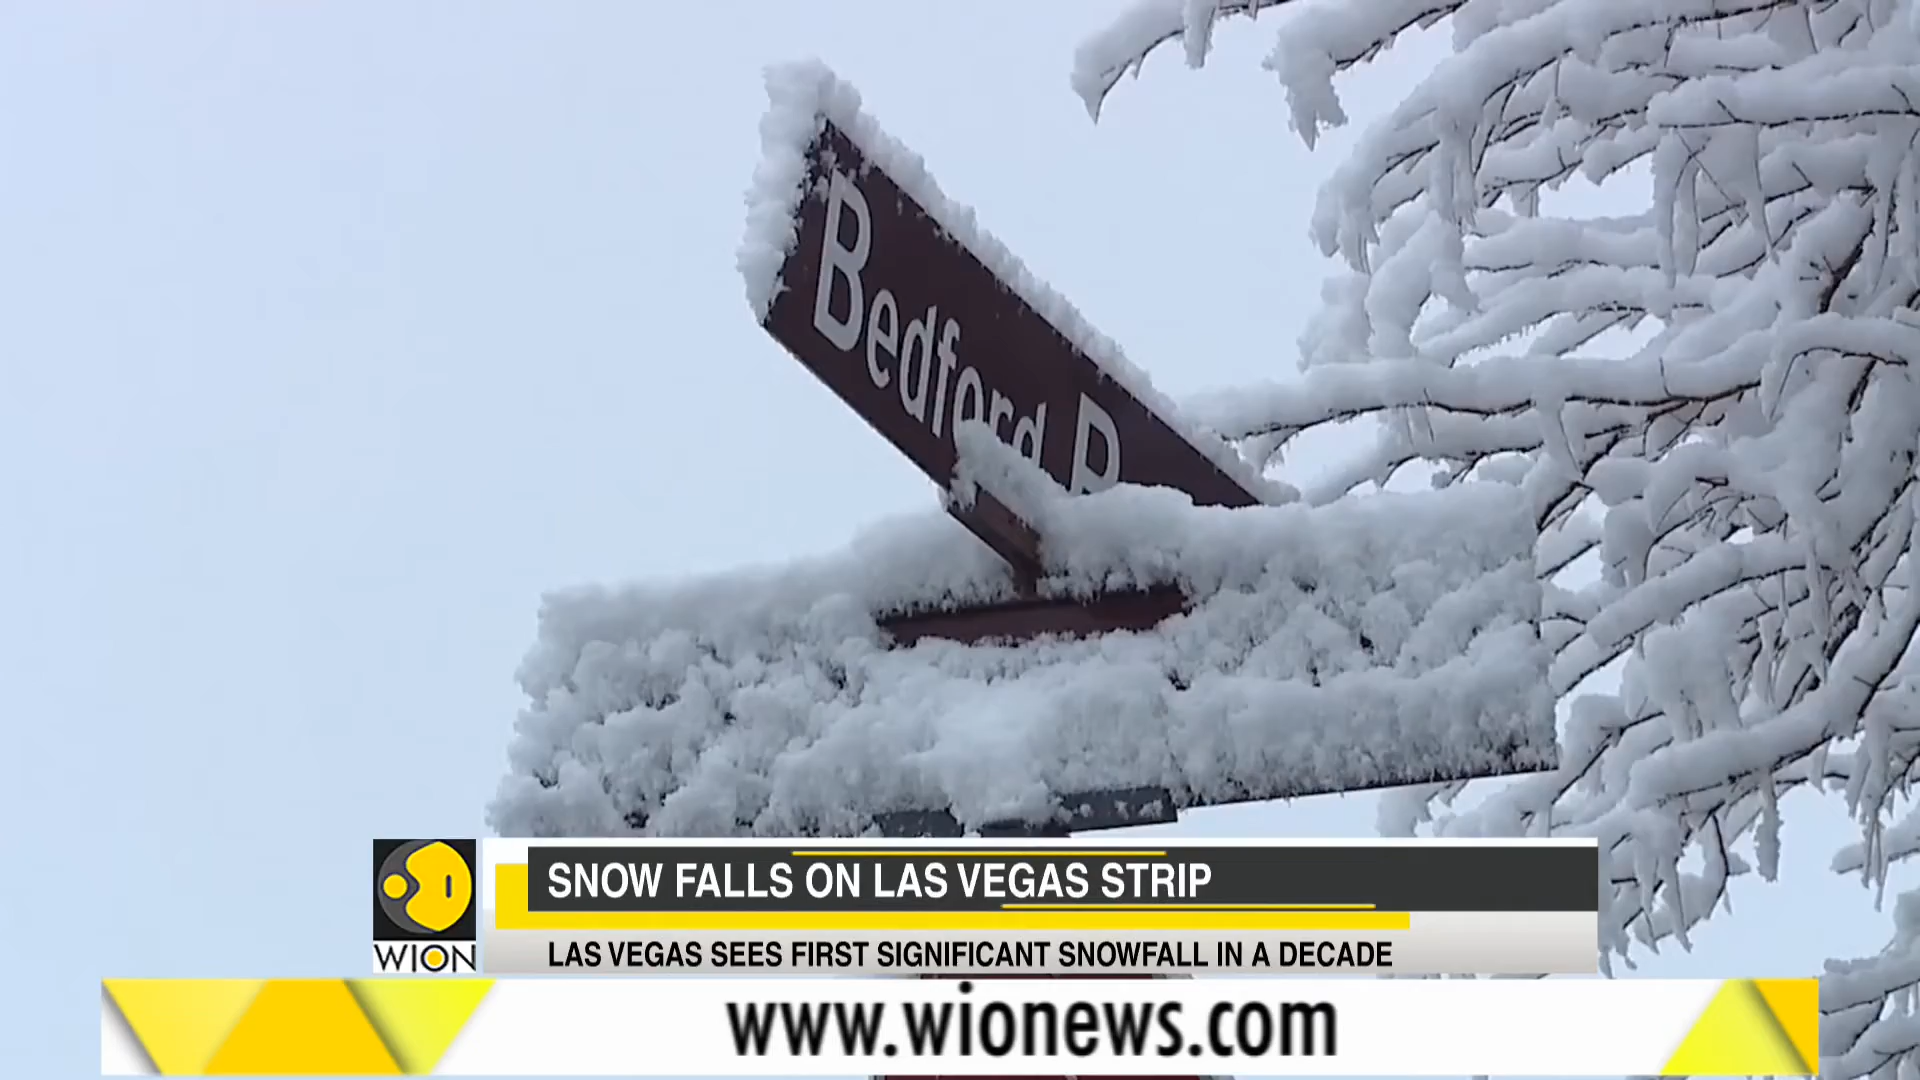 Bedford
SNOW FALLS ON LAS VEGAS STRIP
LAS VEGAS SEES FIRST SIGNIFICANT SNOWFALL IN A DECADE
WION
www.wionews.com